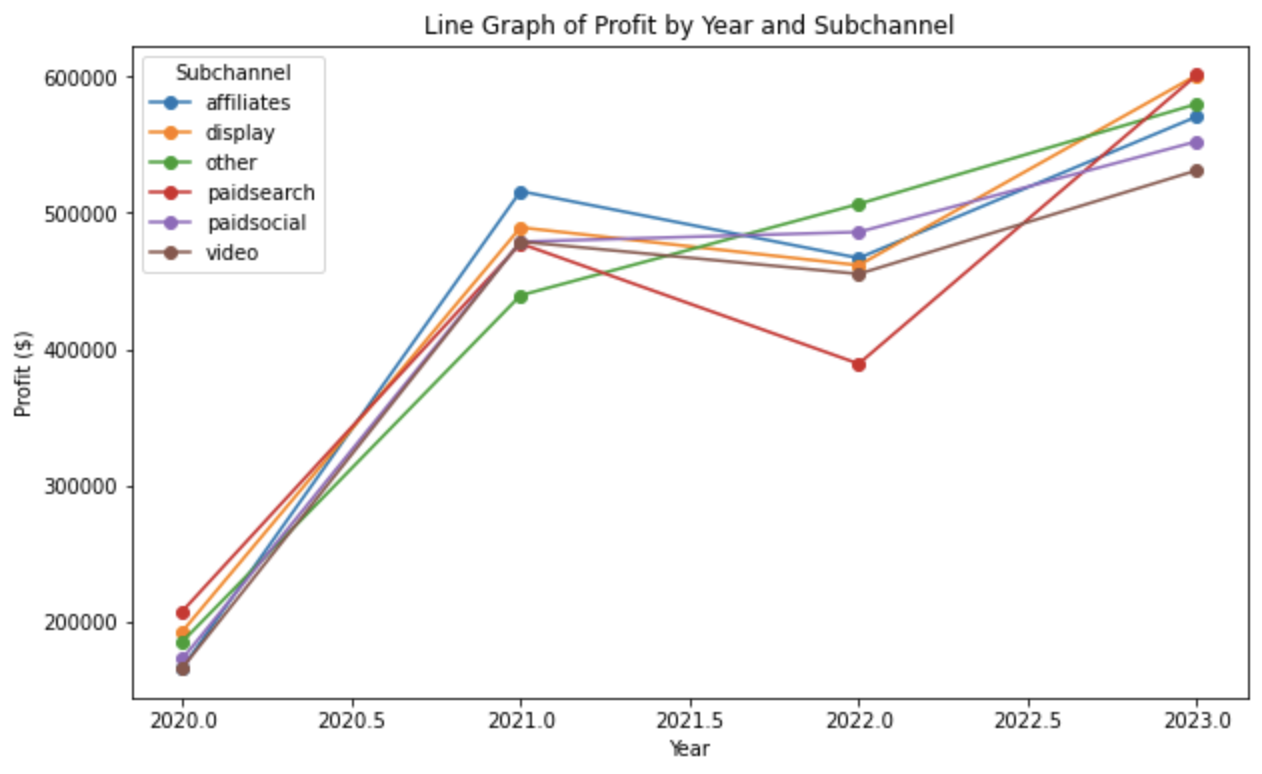 Line Graph of Profit by Year and Subchannel
Subchannel
affiliates
display
other
paidsearch
paidsocial
video
Profit ($)
600000
500000
400000
300000
200000
2020.0 2020.5 2021.0 2021.5 2022.0 2022.5 2023.0
Year